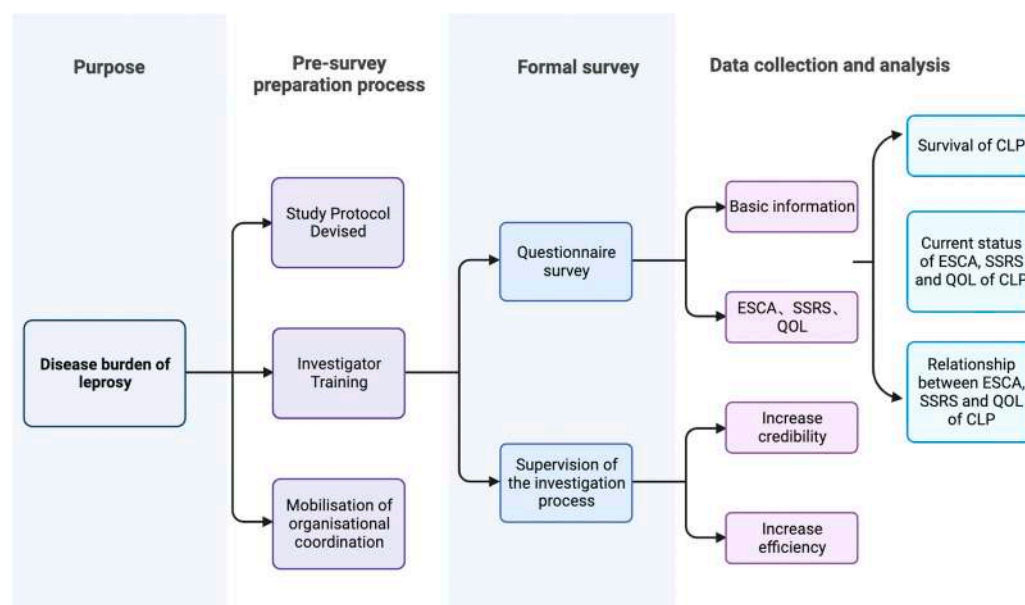 Purpose
Pre-survey
preparation process
Formal survey
Data collection and analysis
Disease burden of
leprosy
Study Protocol
Devised
Investigator
Training
Mobilisation of
organisational
coordination
Questionnaire
survey
Supervision of
the investigation
process
Basic information
ESCA、SSRS、
QOL
Increase
credibility
Increase
efficiency
Survival of CLP
Current status
of ESCA, SSRS
and QOL of CLP
Relationship
between ESCA,
SSRS and QOL
of CLP